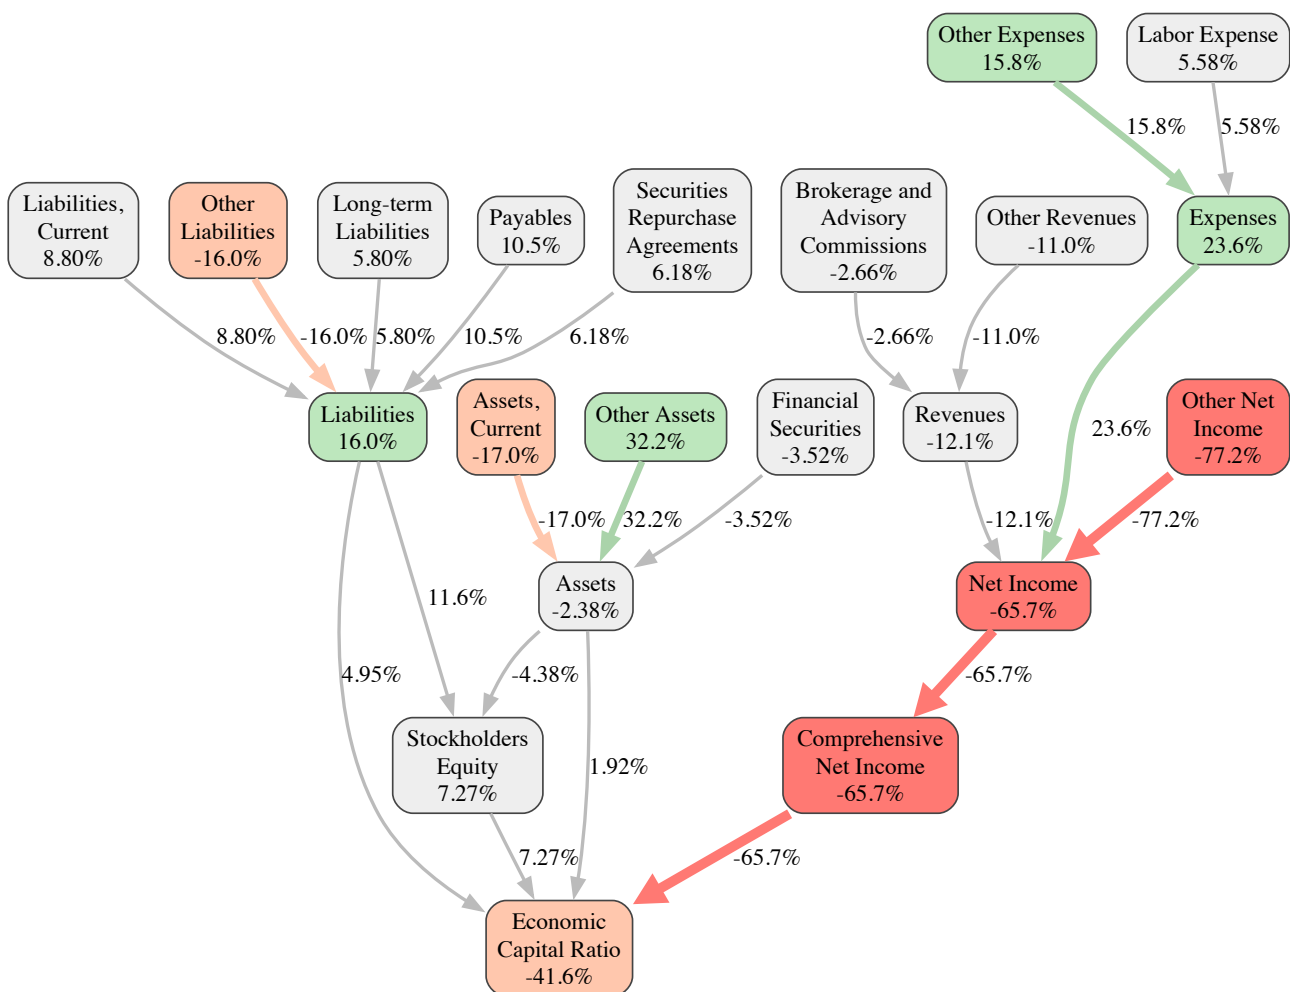 Other Expenses
15.8%
Labor Expense
5.58%
15.8%
5.58%
Liabilities,
Current
8.80%
Other
Liabilities
-16.0%
Long-term
Liabilities
5.80%
Payables
10.5%
Securities
Repurchase
Agreements
6.18%
Brokerage and
Advisory
Commissions
-2.66%
Other Revenues
-11.0%
Expenses
23.6%
8.80%
-16.0%
5.80%
10.5%
6.18%
-2.66%
-11.0%
Liabilities
16.0%
Assets,
Current
-17.0%
Other Assets
32.2%
Financial
Securities
-3.52%
Revenues
-12.1%
23.6%
Other Net
Income
-77.2%
-17.0%
32.2%
-3.52%
-12.1%
-77.2%
11.6%
Assets
-2.38%
Net Income
-65.7%
4.95%
-4.38%
-65.7%
Stockholders
Equity
7.27%
1.92%
Comprehensive
Net Income
-65.7%
7.27%
-65.7%
Economic
Capital Ratio
-41.6%